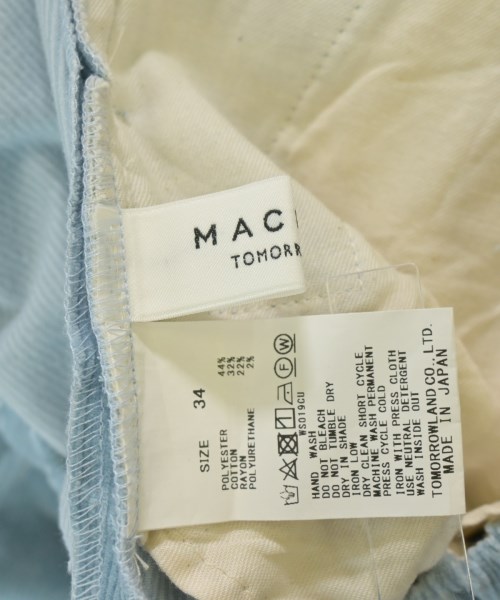 MAC
TOMORR
SIZE 34
POLYESTER 44%
COTTON 32%
RAYON 22%
POLYURETHANE 2%
WS019CU
HAND WASH
DO NOT BLEACH
DO NOT TUMBLE DRY
DRY IN SHADE
IRON LOW
DRY CLEAN SHORT CYCLE
MACHINE WASH PERMANENT
PRESS CYCLE COLD
IRON WITH PRESS CLOTH
USE NEUTRAL DETERGENT
WASH INSIDE OUT
TOMORROWLAND CO., LTD.
MADE IN JAPAN